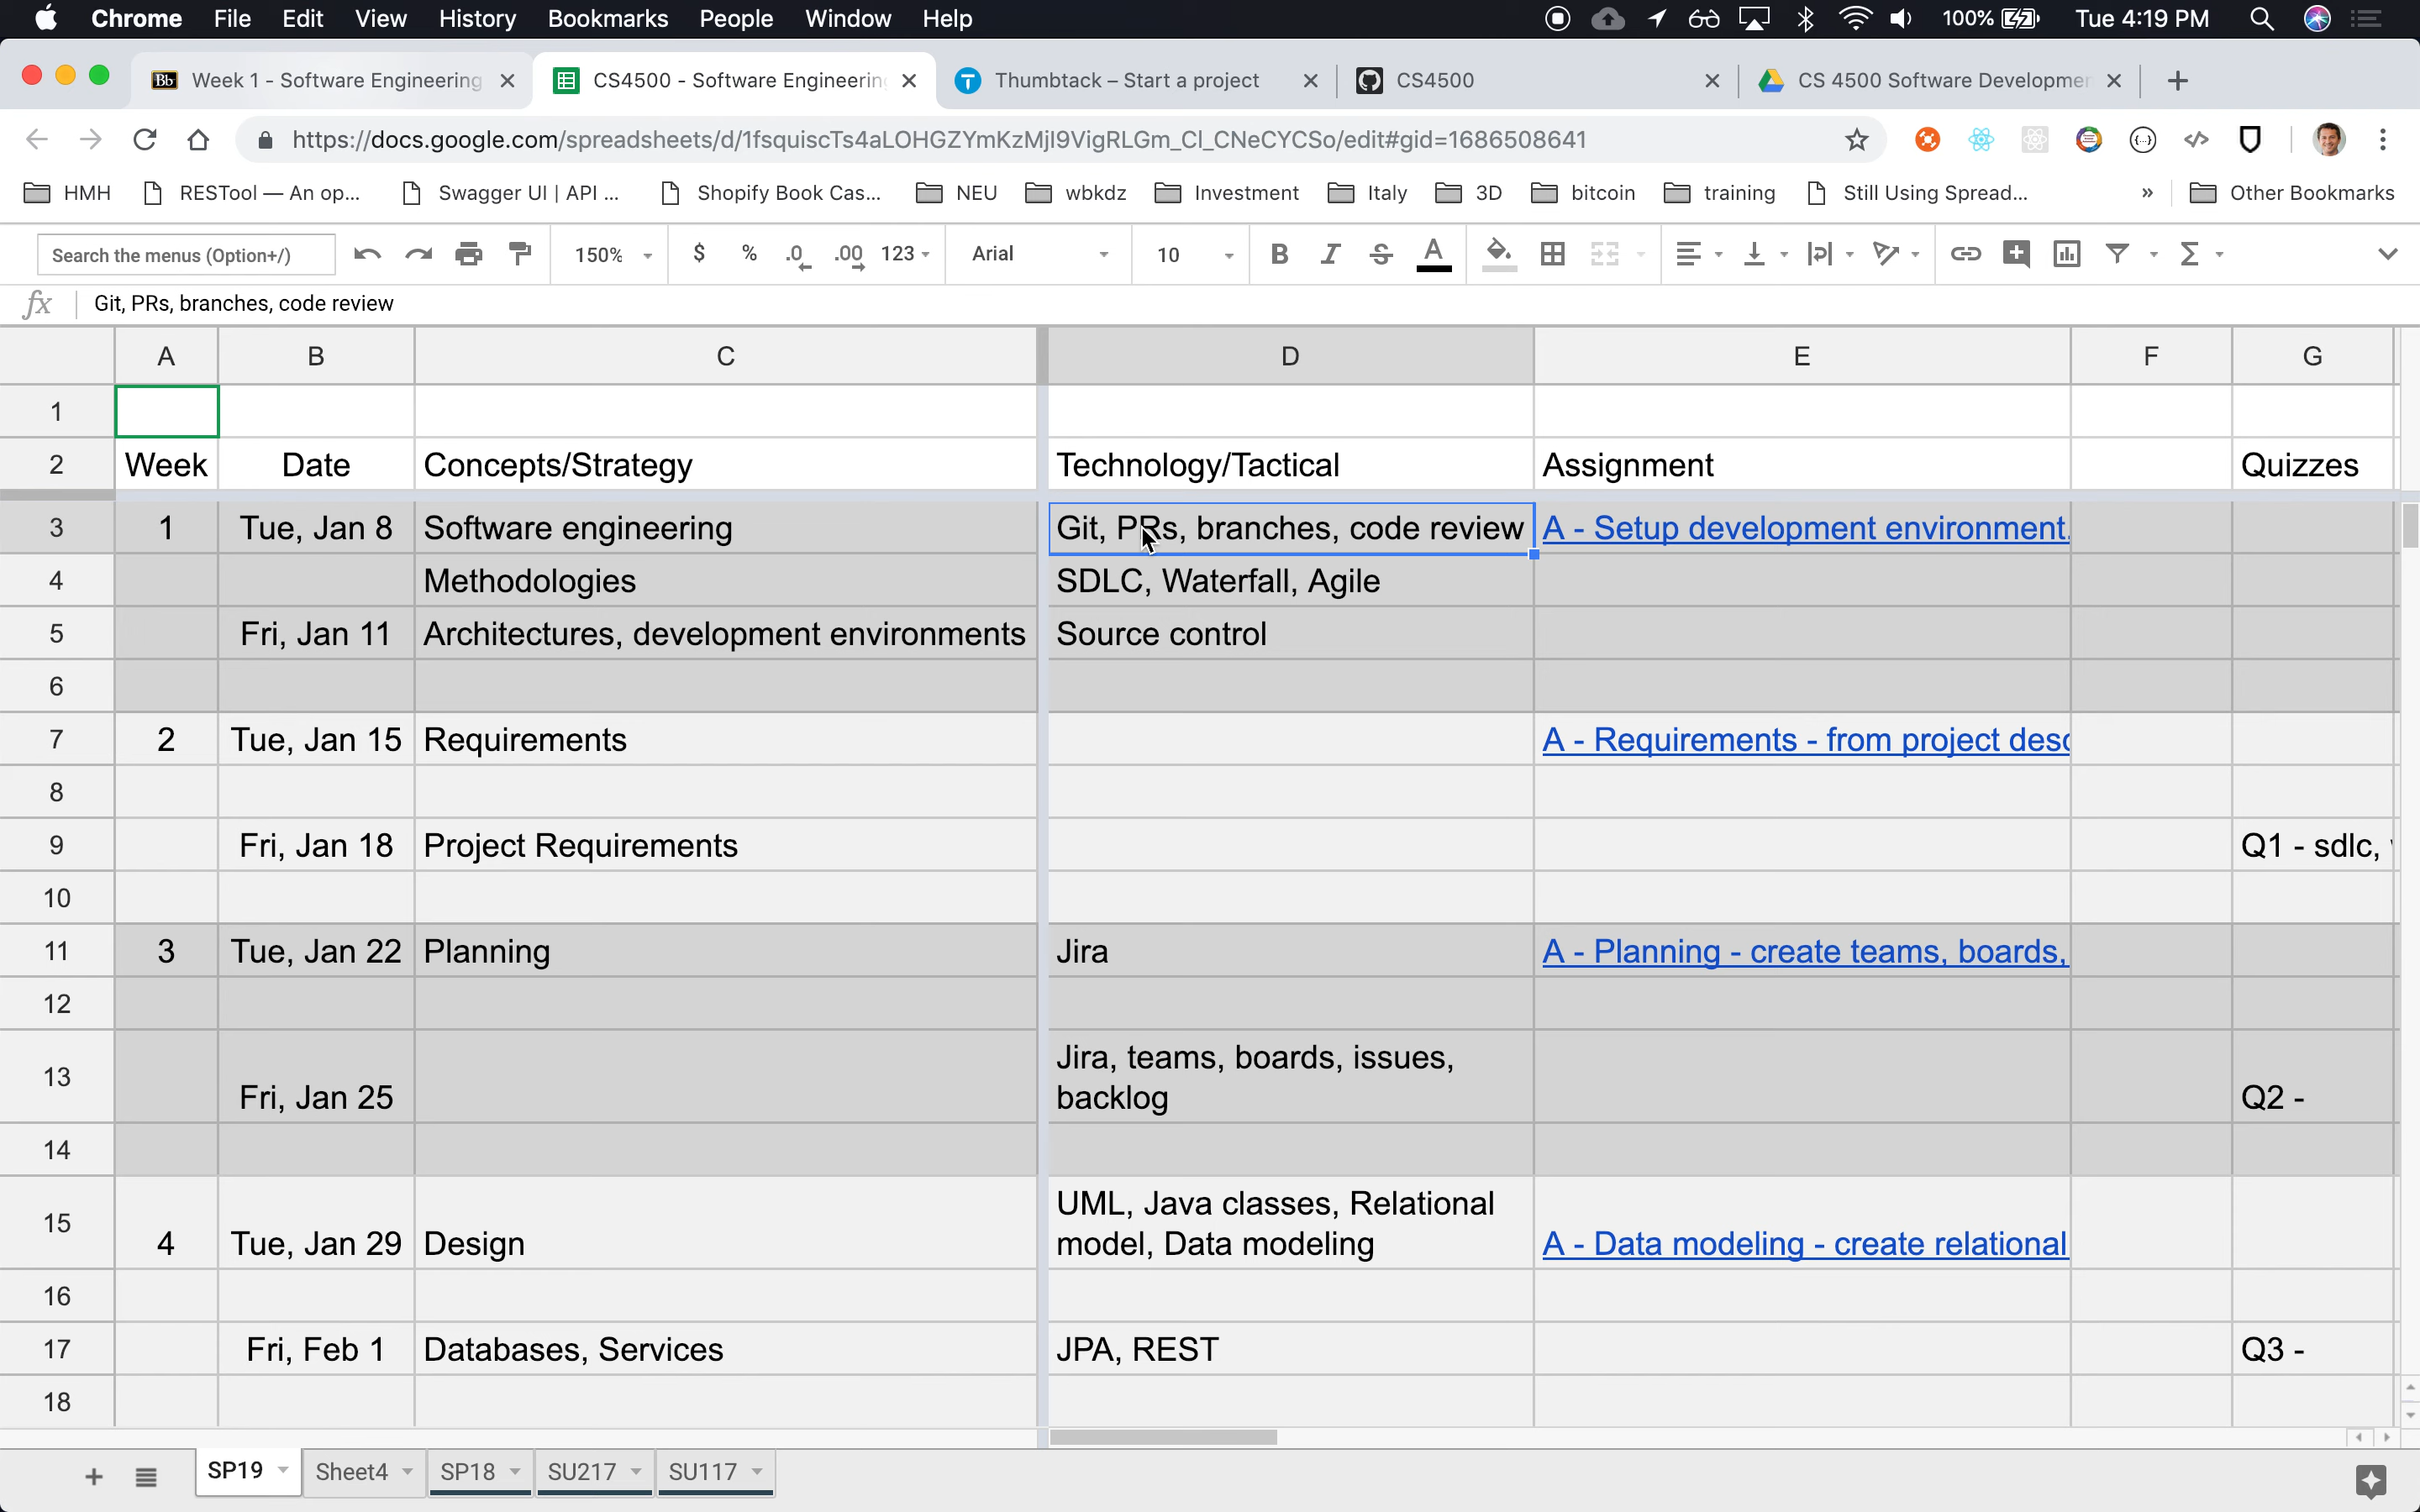 Chrome File Edit View History Bookmarks People Window Help 100% Tue 4:19 PM
Bb Week 1 - Software Engineering CS4500 - Software Engineerin Thumbtack – Start a project CS4500 CS 4500 Software Developmen
https://docs.google.com/spreadsheets/d/1fsquiscTs4aLOHGZYmKzMjl9VigRLGm_Cl_CNeCYCSo/edit#gid=1686508641
HMH RESTool — An op... Swagger UI | API ... Shopify Book Cas... NEU wbkdz Investment Italy 3D bitcoin training Still Using Spread... » Other Bookmarks
Search the menus (Option+/) 150% $ % .0 .00 123 Arial 10 B I S A Σ
fx Git, PRs, branches, code review
A B C D E F G
1
2 Week Date Concepts/Strategy Technology/Tactical Assignment Quizzes
3 1 Tue, Jan 8 Software engineering Git, PRs, branches, code review A - Setup development environment.
4 Methodologies SDLC, Waterfall, Agile
5 Fri, Jan 11 Architectures, development environments Source control
6
7 2 Tue, Jan 15 Requirements A - Requirements - from project desc
8
9 Fri, Jan 18 Project Requirements Q1 - sdlc,
10
11 3 Tue, Jan 22 Planning Jira A - Planning - create teams, boards,
12
13 Fri, Jan 25 Jira, teams, boards, issues,
backlog Q2 -
14
15 4 Tue, Jan 29 Design UML, Java classes, Relational
model, Data modeling A - Data modeling - create relational
16
17 Fri, Feb 1 Databases, Services JPA, REST Q3 -
18
SP19 Sheet4 SP18 SU217 SU117